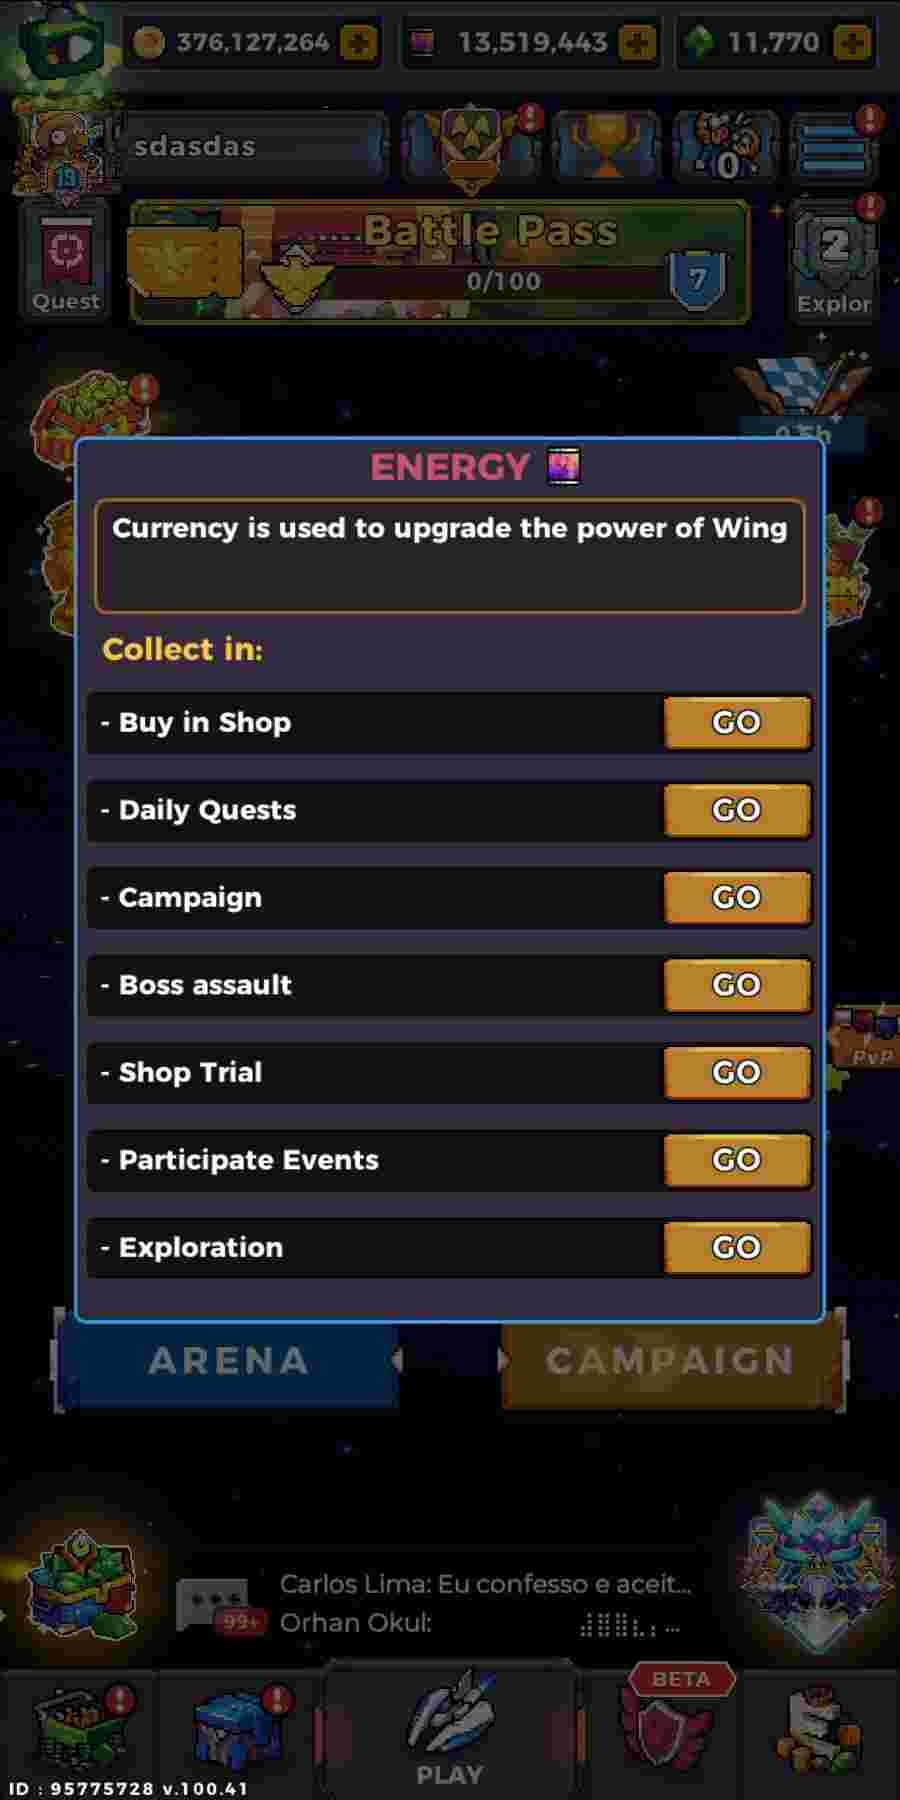 376,127,264
13,519,443
11,770
sdasdas
19
0
Battle Pass
0/100
7
Quest
2
Explor
ENERGY
Currency is used to upgrade the power of Wing
Collect in:
- Buy in Shop GO
- Daily Quests GO
- Campaign GO
- Boss assault GO
- Shop Trial GO
- Participate Events GO
- Exploration GO
PvP
ARENA
CAMPAIGN
Carlos Lima: Eu confesso e aceit...
99+
Orhan Okul:
BETA
PLAY
ID : 95775728 v.100.41